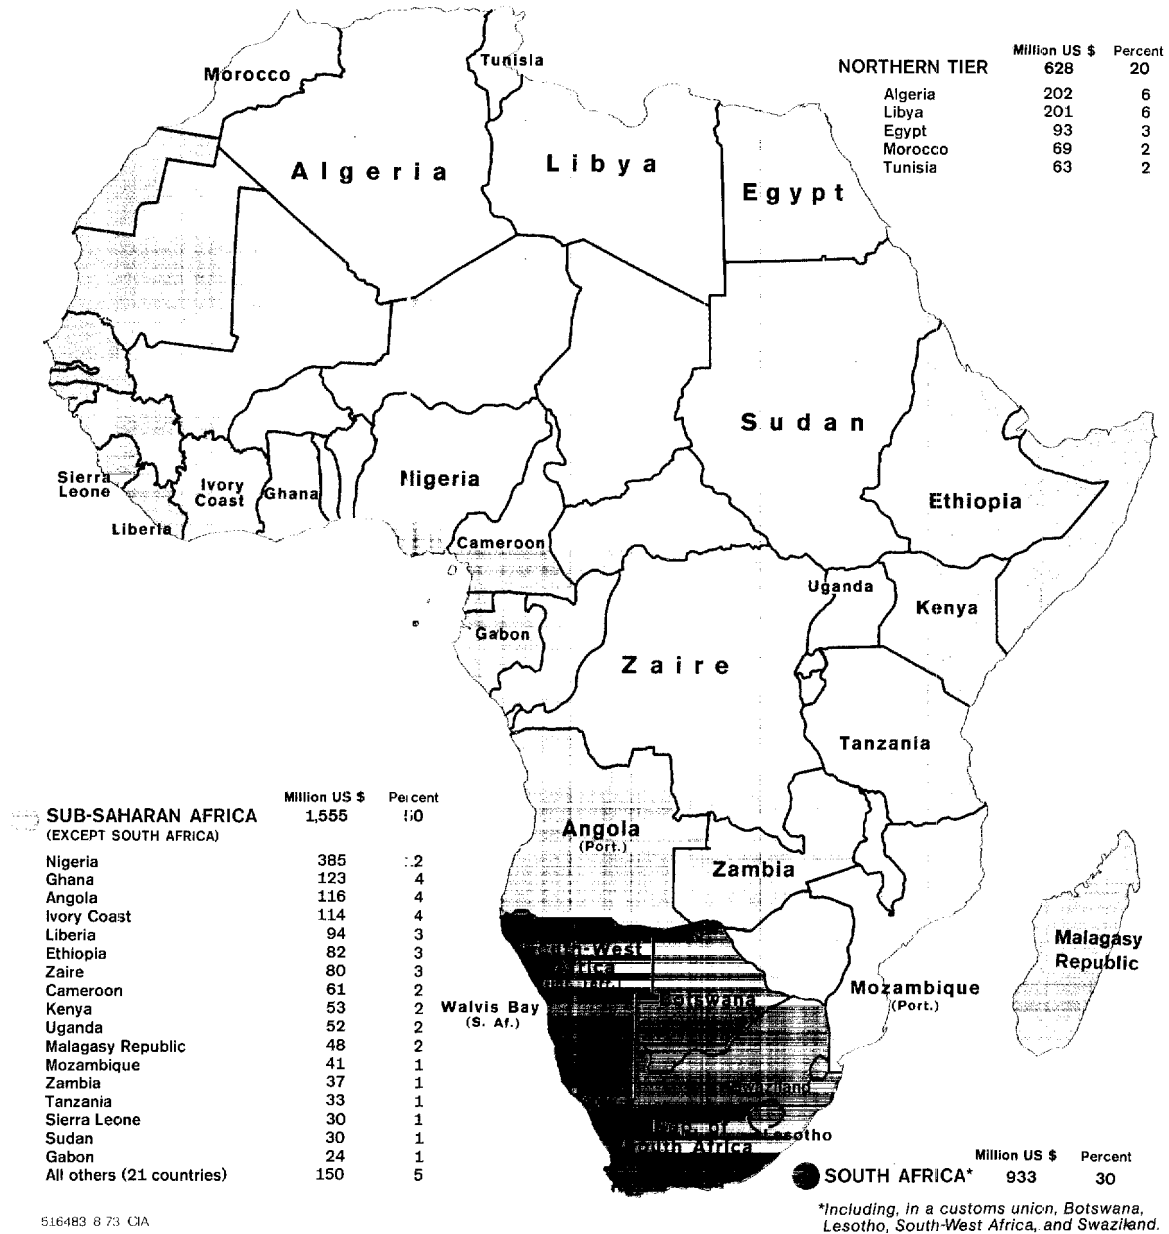 Million US $ Percent
NORTHERN TIER 628 20
Algeria 202 6
Libya 201 6
Egypt 93 3
Morocco 69 2
Tunisia 63 2
Morocco
Tunisia
Algeria
Libya
Egypt
Sudan
Nigeria
Sierra
Leone
Ivory
Coast
Ghana
Liberia
Cameroon
Ethiopia
Uganda
Kenya
Gabon
Zaire
Tanzania
Angola
(Port.)
Zambia
Malagasy
Republic
Mozambique
(Port.)
Africa
Botswana
Walvis Bay
(S. Af.)
Lesotho
South Africa
Million US $ Percent
SUB-SAHARAN AFRICA 1,555
(EXCEPT SOUTH AFRICA)
Nigeria 385
Ghana 123 4
Angola 116 4
Ivory Coast 114 4
Liberia 94 3
Ethiopia 82 3
Zaire 80 3
Cameroon 61 2
Kenya 53 2
Uganda 52 2
Malagasy Republic 48 2
Mozambique 41 1
Zambia 37 1
Tanzania 33 1
Sierra Leone 30 1
Sudan 30 1
Gabon 24 1
All others (21 countries) 150 5
Million US $ Percent
SOUTH AFRICA* 933 30
*Including, in a customs union, Botswana,
Lesotho, South-West Africa, and Swaziland.
516483 8 73 CIA